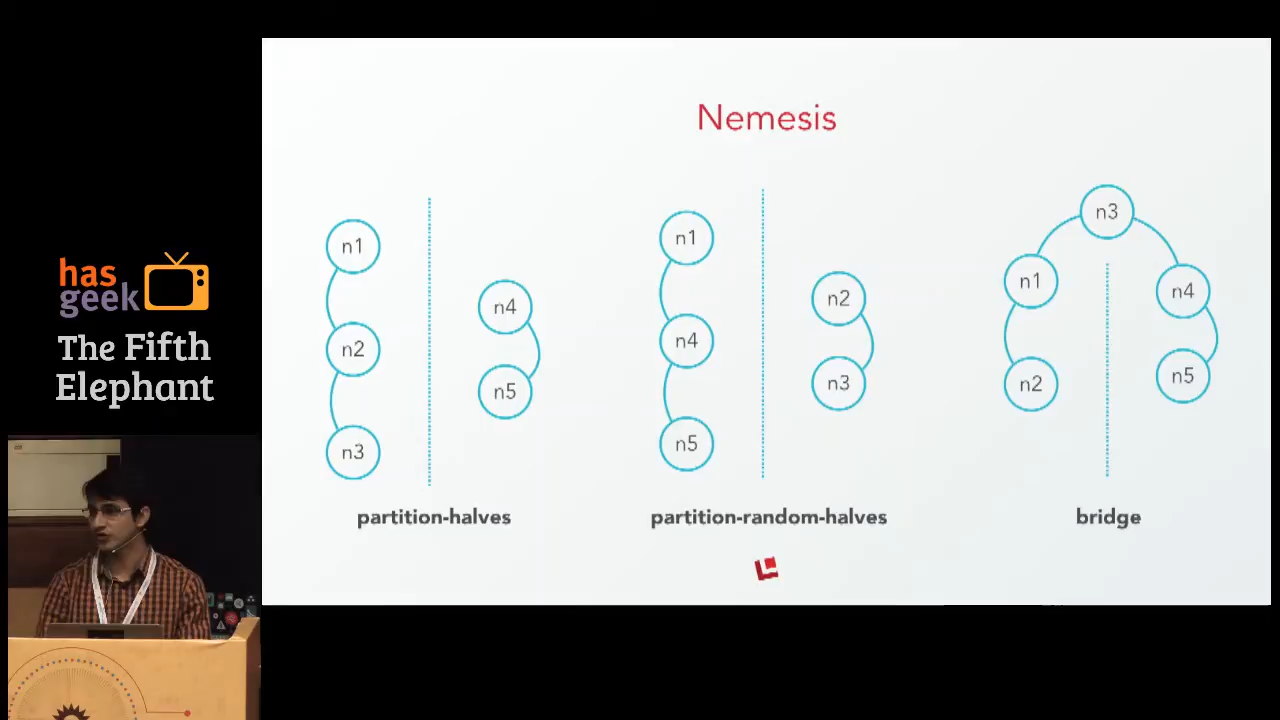 has
geek
The Fifth
Elephant
Nemesis
n1
n2
n3
n4
n5
partition-halves
n1
n4
n5
n2
n3
partition-random-halves
n3
n1
n2
n4
n5
bridge